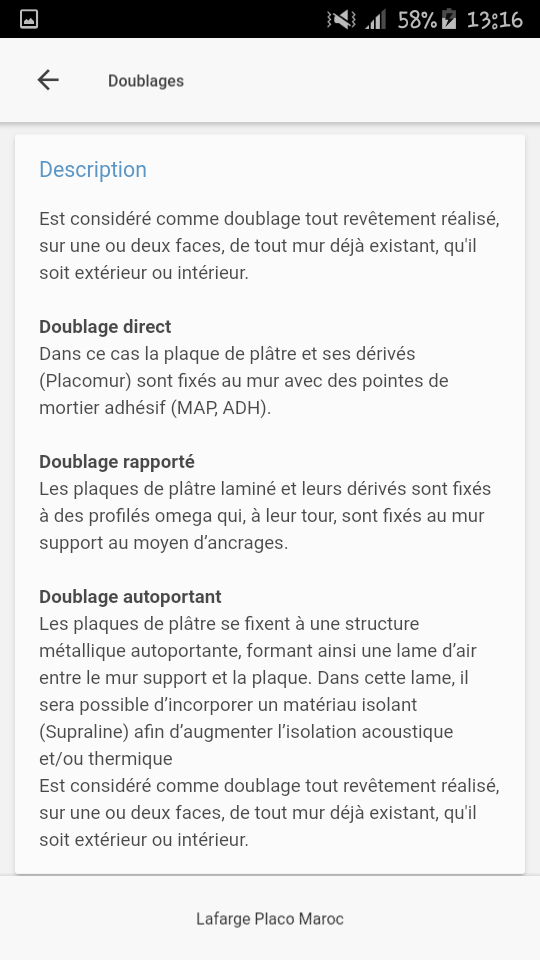 58% 13:16
Doublages
Description
Est considéré comme doublage tout revêtement réalisé,
sur une ou deux faces, de tout mur déjà existant, qu'il
soit extérieur ou intérieur.
Doublage direct
Dans ce cas la plaque de plâtre et ses dérivés
(Placomur) sont fixés au mur avec des pointes de
mortier adhésif (MAP, ADH).
Doublage rapporté
Les plaques de plâtre laminé et leurs dérivés sont fixés
à des profilés omega qui, à leur tour, sont fixés au mur
support au moyen d’ancrages.
Doublage autoportant
Les plaques de plâtre se fixent à une structure
métallique autoportante, formant ainsi une lame d’air
entre le mur support et la plaque. Dans cette lame, il
sera possible d’incorporer un matériau isolant
(Supraline) afin d’augmenter l’isolation acoustique
et/ou thermique
Est considéré comme doublage tout revêtement réalisé,
sur une ou deux faces, de tout mur déjà existant, qu'il
soit extérieur ou intérieur.
Lafarge Placo Maroc